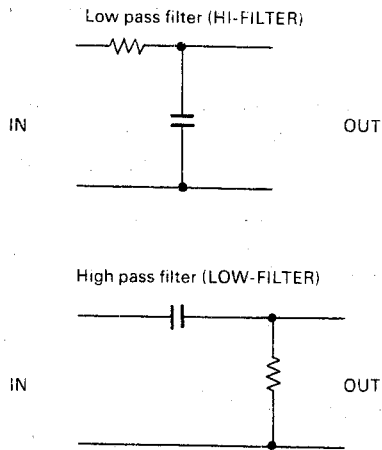 Low pass filter (HI-FILTER)
IN
OUT
High pass filter (LOW-FILTER)
IN
OUT